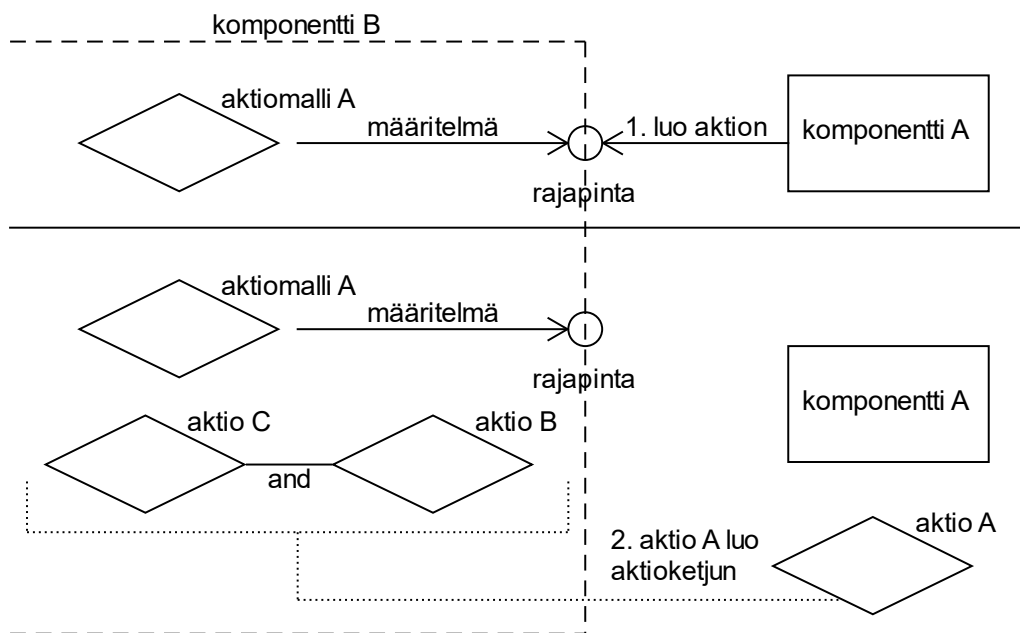 komponentti B
aktiomalli A
määritelmä
1. luo aktion
komponentti A
rajapinta
aktiomalli A
määritelmä
rajapinta
komponentti A
aktio C
aktio B
and
aktio A
2. aktio A luo
aktioketjun